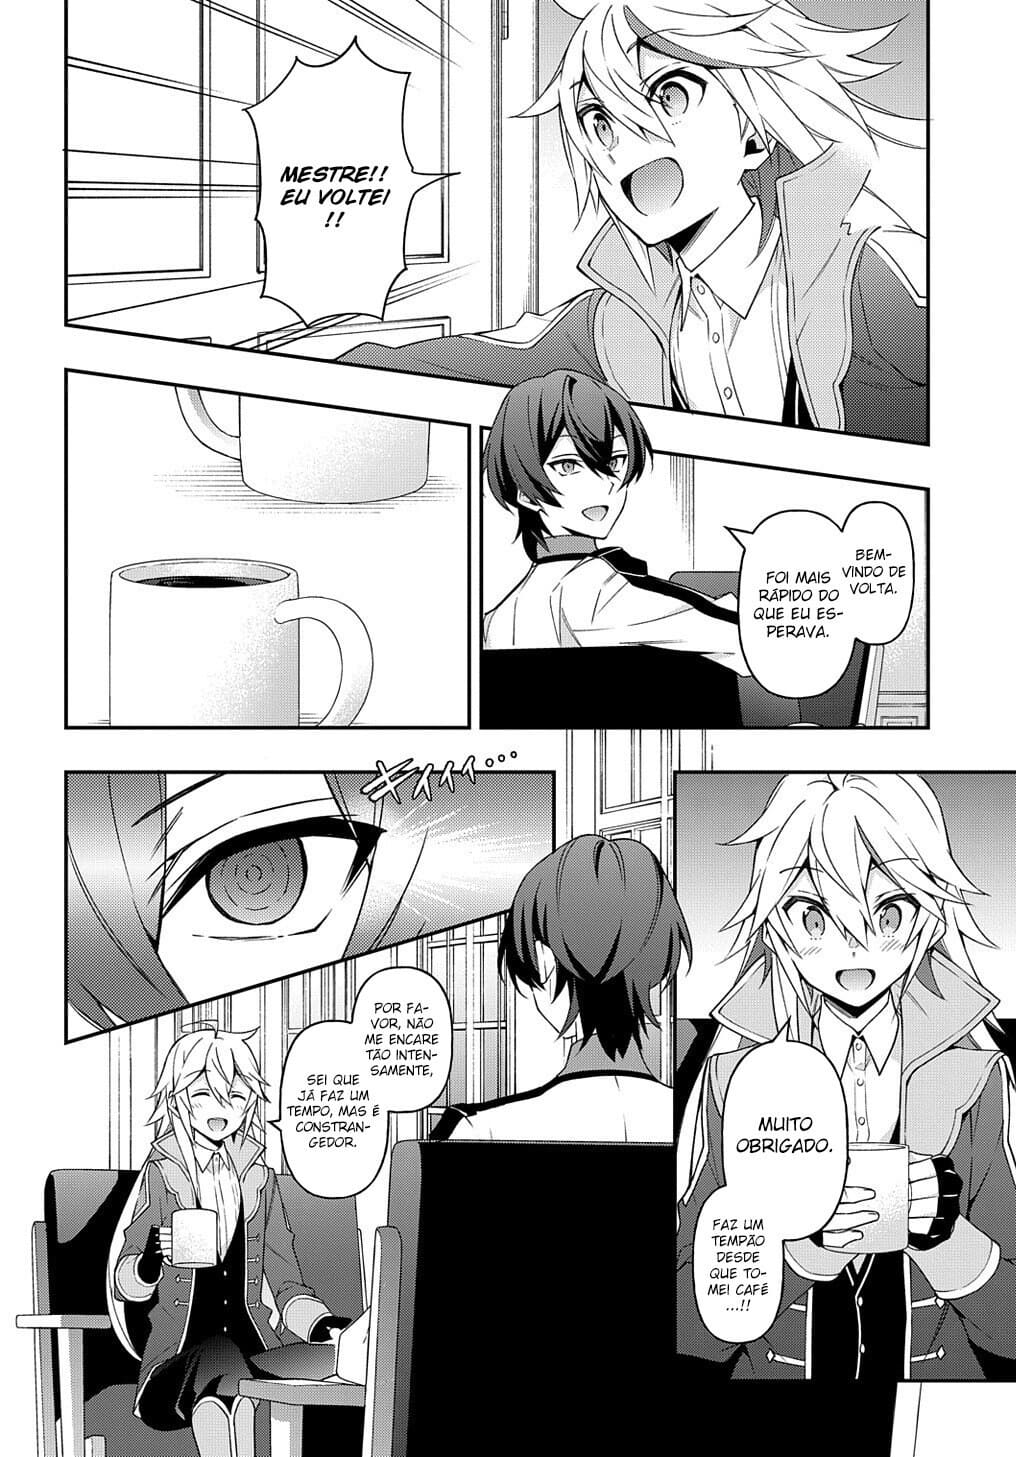 MESTRE!!
EU VOLTEI
!!
BEM-
VINDO DE
VOLTA.
FOI MAIS
RÁPIDO DO
QUE EU ES-
PERAVA.
MUITO
OBRIGADO.
FAZ UM
TEMPÃO
DESDE
QUE TO-
MEI CAFÉ
...!!
ギィィィ...
POR FA-
VOR, NÃO
ME ENCARE
TÃO INTEN-
SAMENTE,
SEI QUE
JÁ FAZ UM
TEMPO, MAS É
CONSTRAN-
GEDOR.